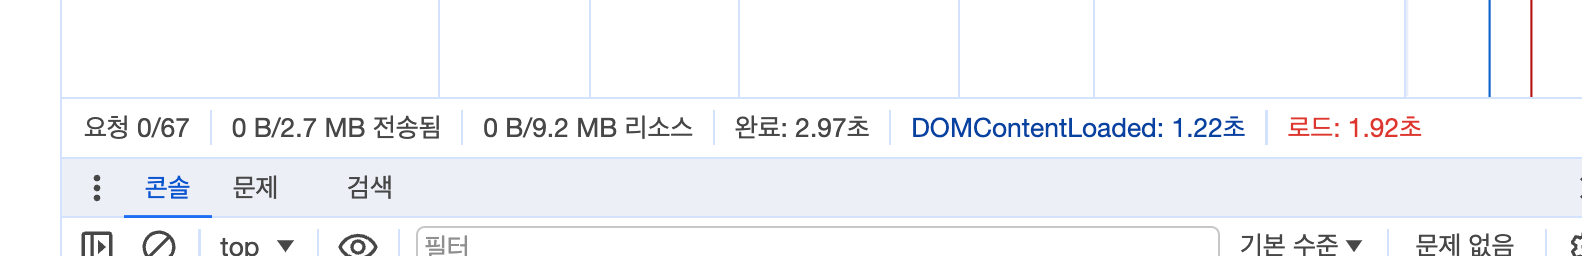 요청 0/67 0 B/2.7 MB 전송됨 0 B/9.2 MB 리소스 완료: 2.97초 DOMContentLoaded: 1.22초 로드: 1.92초
콘솔 문제 검색
top 필터 기본 수준 문제 없음